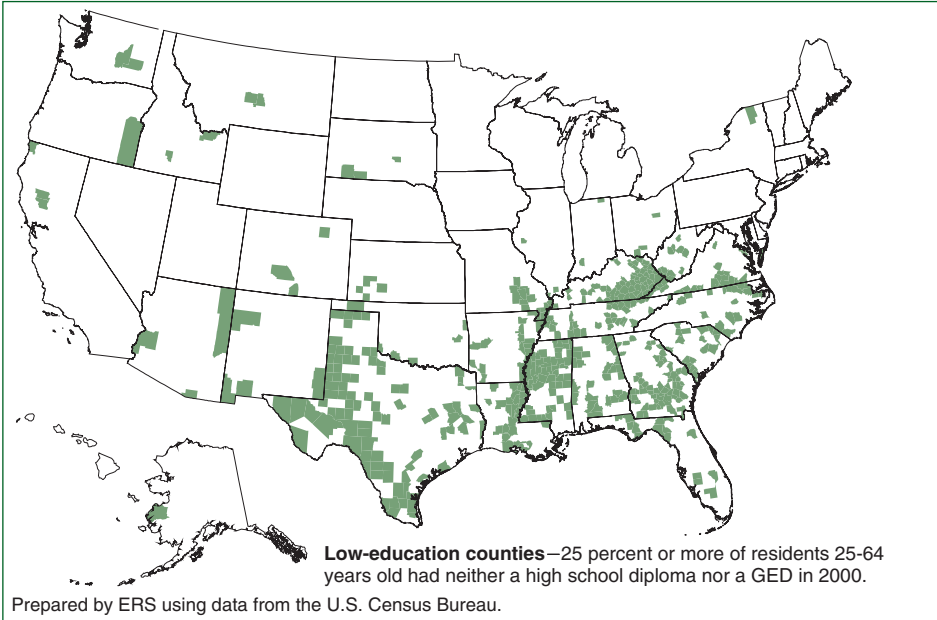 Low-education counties—25 percent or more of residents 25-64
years old had neither a high school diploma nor a GED in 2000.
Prepared by ERS using data from the U.S. Census Bureau.